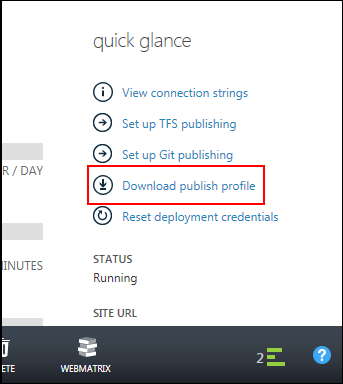 quick glance
View connection strings
Set up TFS publishing
Set up Git publishing
Download publish profile
R / DAY
Reset deployment credentials
STATUS
MINUTES
Running
SITE URL
ETE
WEBMATRIX
2
?